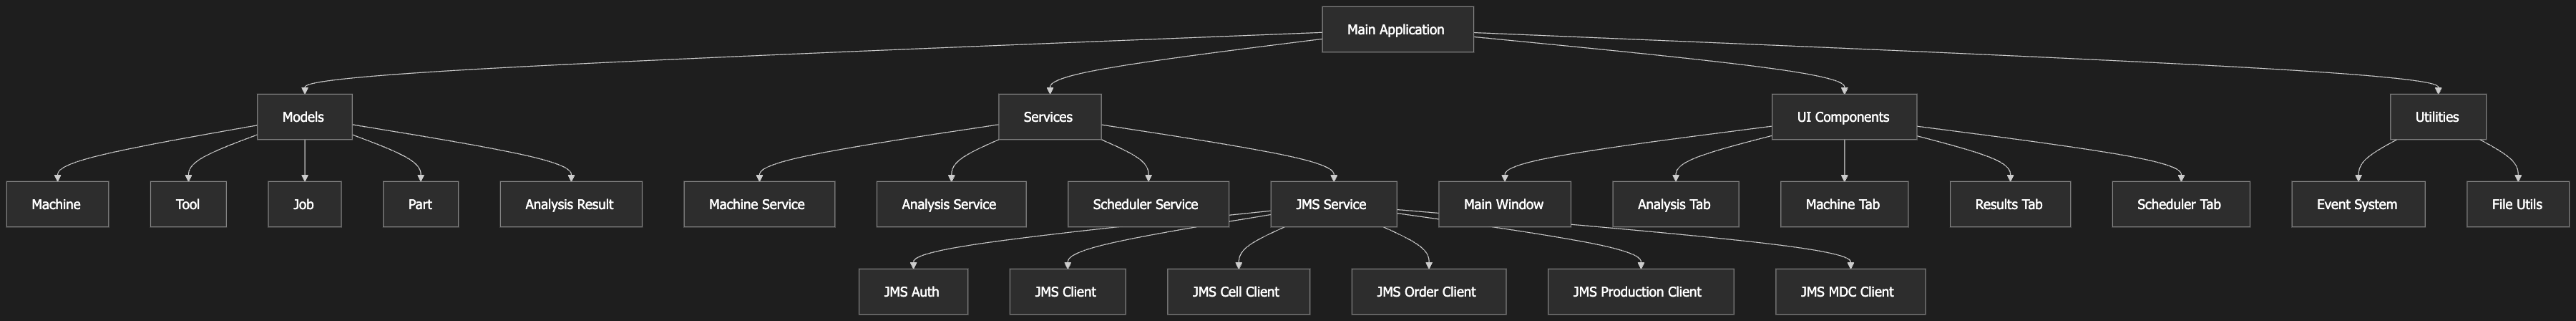 Main Application
Models
Services
UI Components
Utilities
Machine
Tool
Job
Part
Analysis Result
Machine Service
Analysis Service
Scheduler Service
JMS Service
Main Window
Analysis Tab
Machine Tab
Results Tab
Scheduler Tab
Event System
File Utils
JMS Auth
JMS Client
JMS Cell Client
JMS Order Client
JMS Production Client
JMS MDC Client